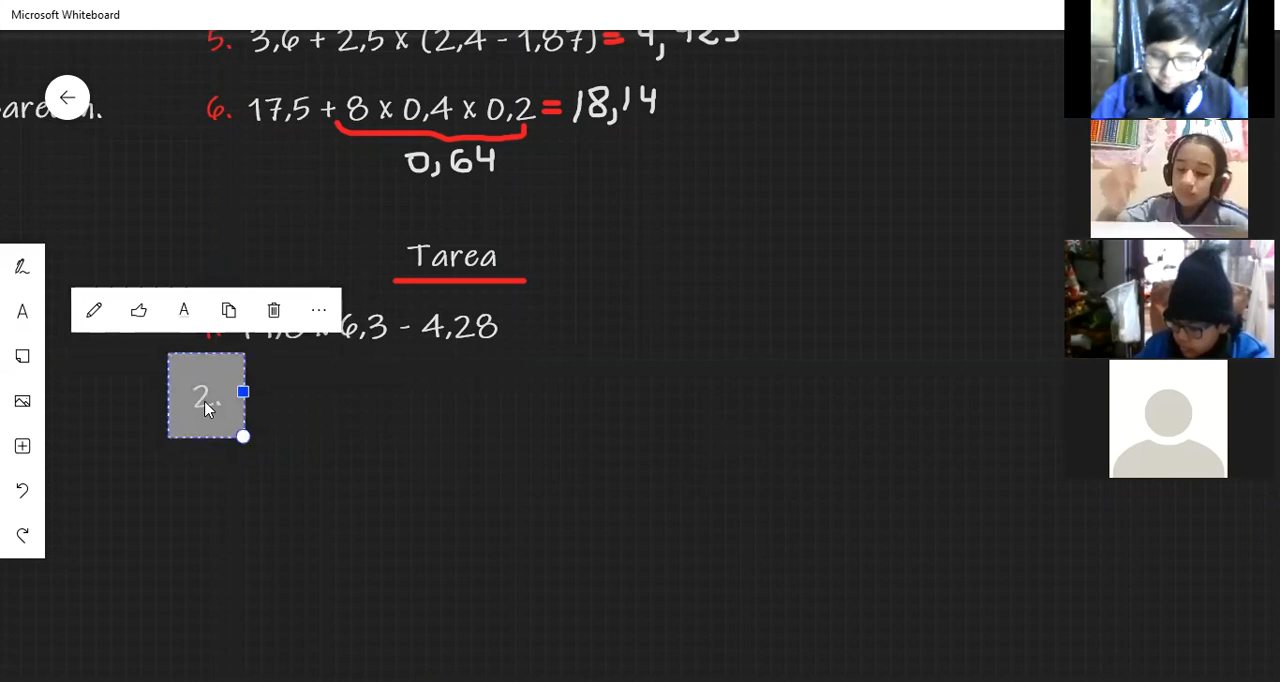 Microsoft Whiteboard
5. 3,6 + 2,5 x (2,4 - 1,87) = 4,925
6. 17,5 + 8 x 0,4 x 0,2 = 18,14
0,64
Tarea
6,3 - 4,28
2.